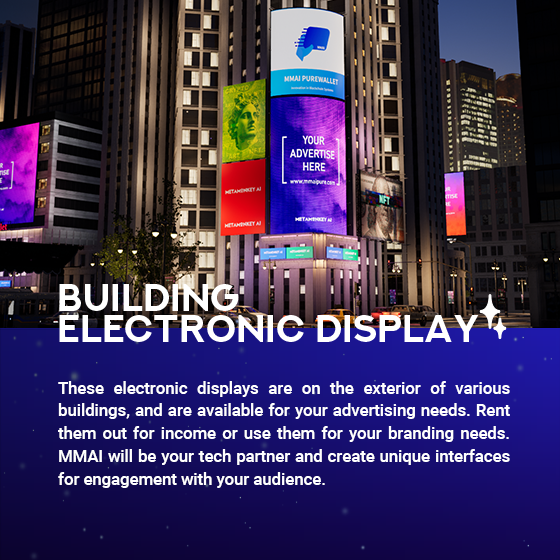 MMAI PUREWALLET
YOUR
ADVERTISE
HERE
www.mmaipure.com
METAMONKEY AI
METAMONKEY AI
NFT
BUILDING
ELECTRONIC DISPLAY
These electronic displays are on the exterior of various
buildings, and are available for your advertising needs. Rent
them out for income or use them for your branding needs.
MMAI will be your tech partner and create unique interfaces
for engagement with your audience.